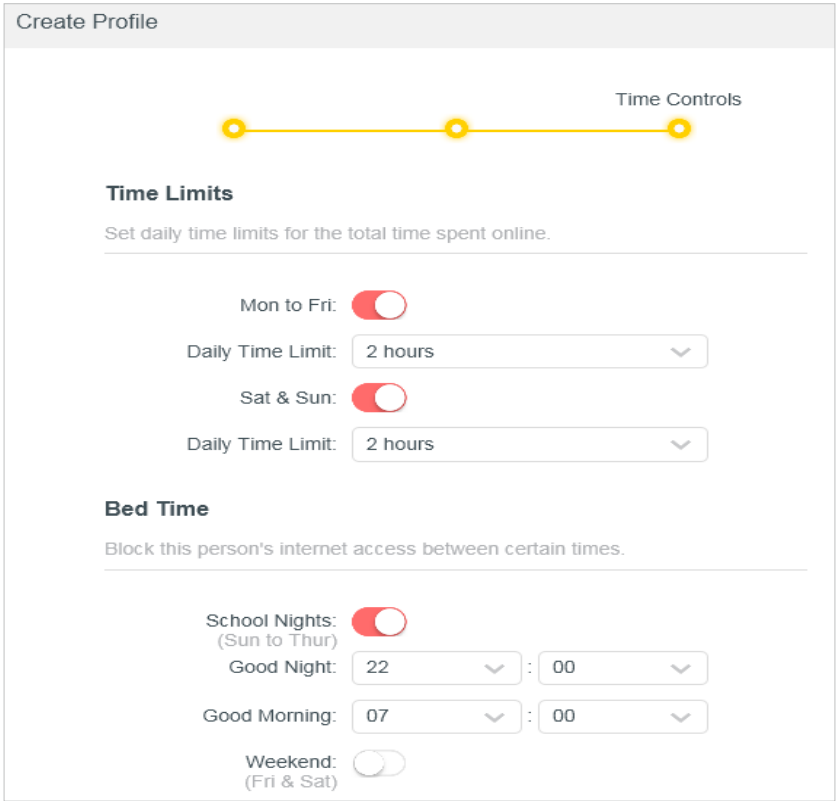 Create Profile
Time Controls
Time Limits
Set daily time limits for the total time spent online.
Mon to Fri:
Daily Time Limit: 2 hours
Sat & Sun:
Daily Time Limit: 2 hours
Bed Time
Block this person's internet access between certain times.
School Nights:
(Sun to Thur)
Good Night: 22 : 00
Good Morning: 07 : 00
Weekend:
(Fri & Sat)